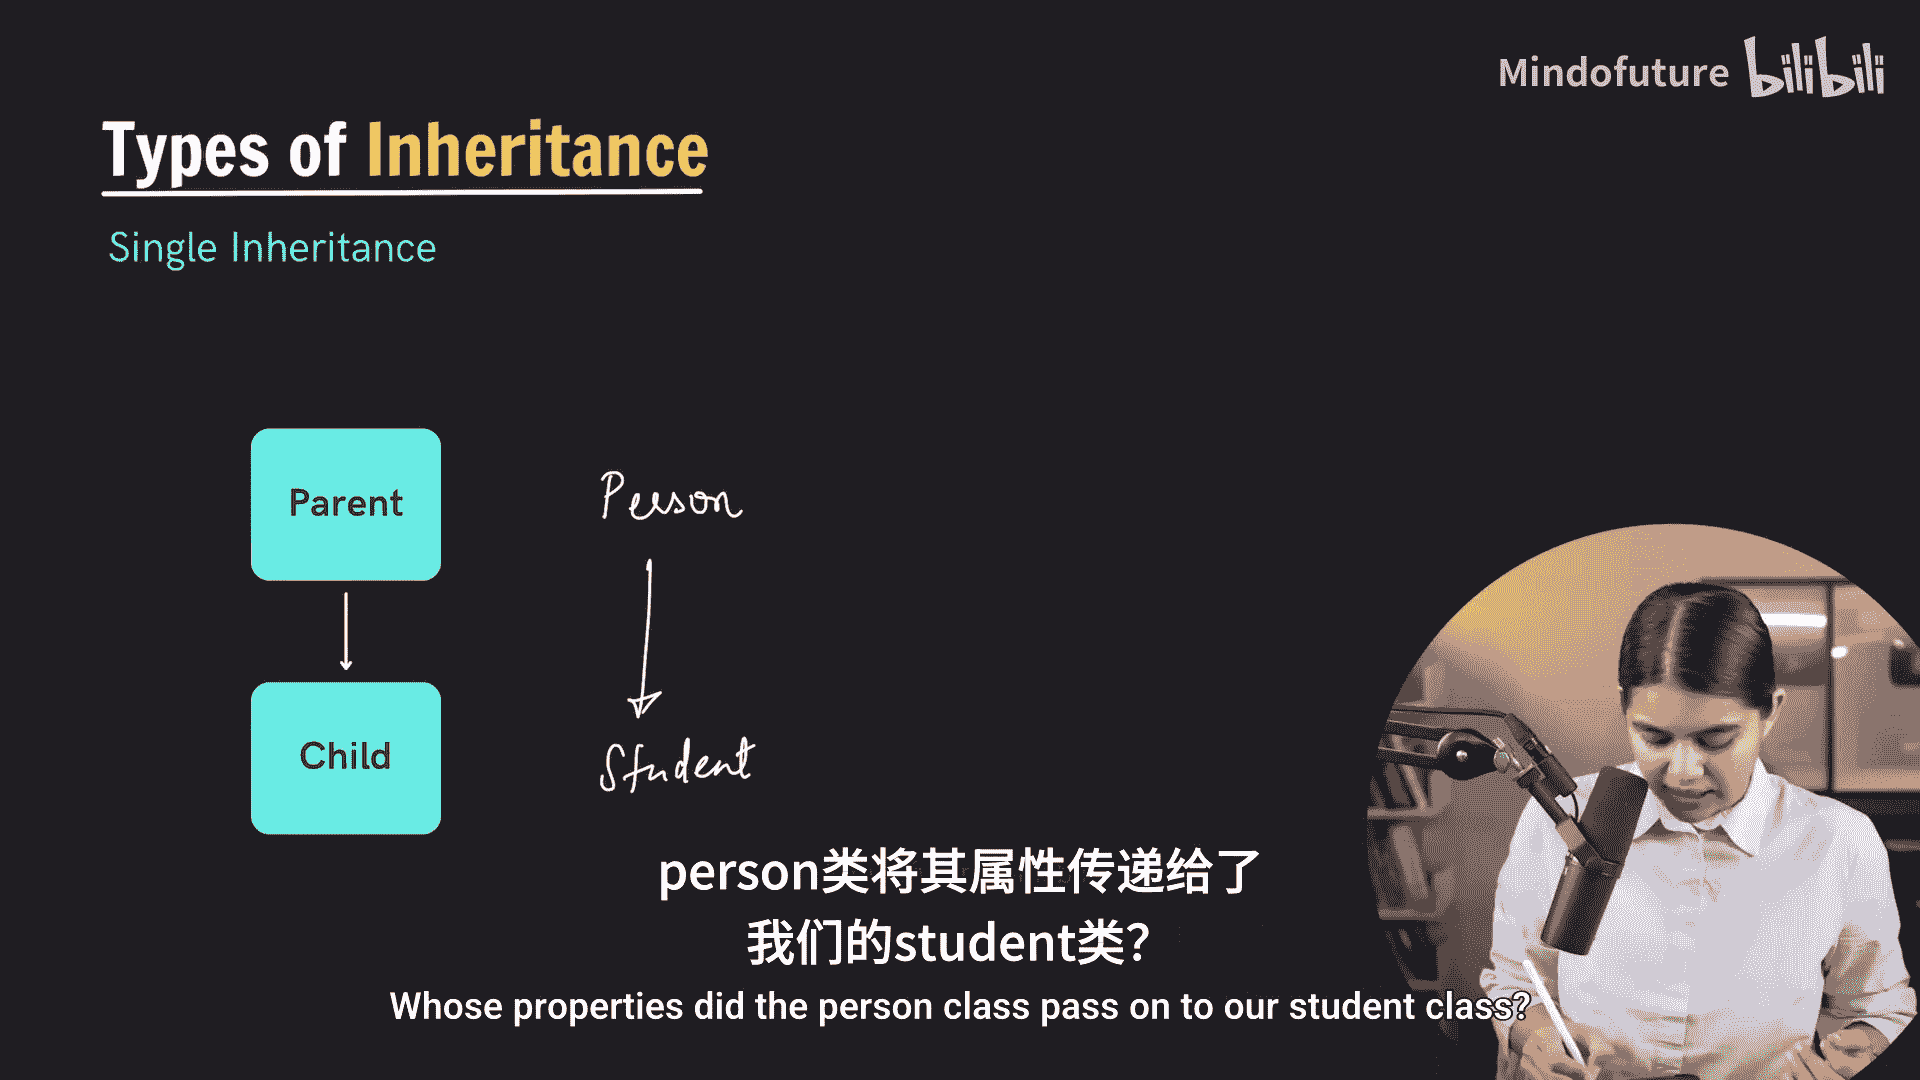 Mindofuture bilibili
Types of Inheritance
Single Inheritance
Parent
Person
Child
Student
person类将其属性传递给了
我们的student类?
Whose properties did the person class pass on to our student class?